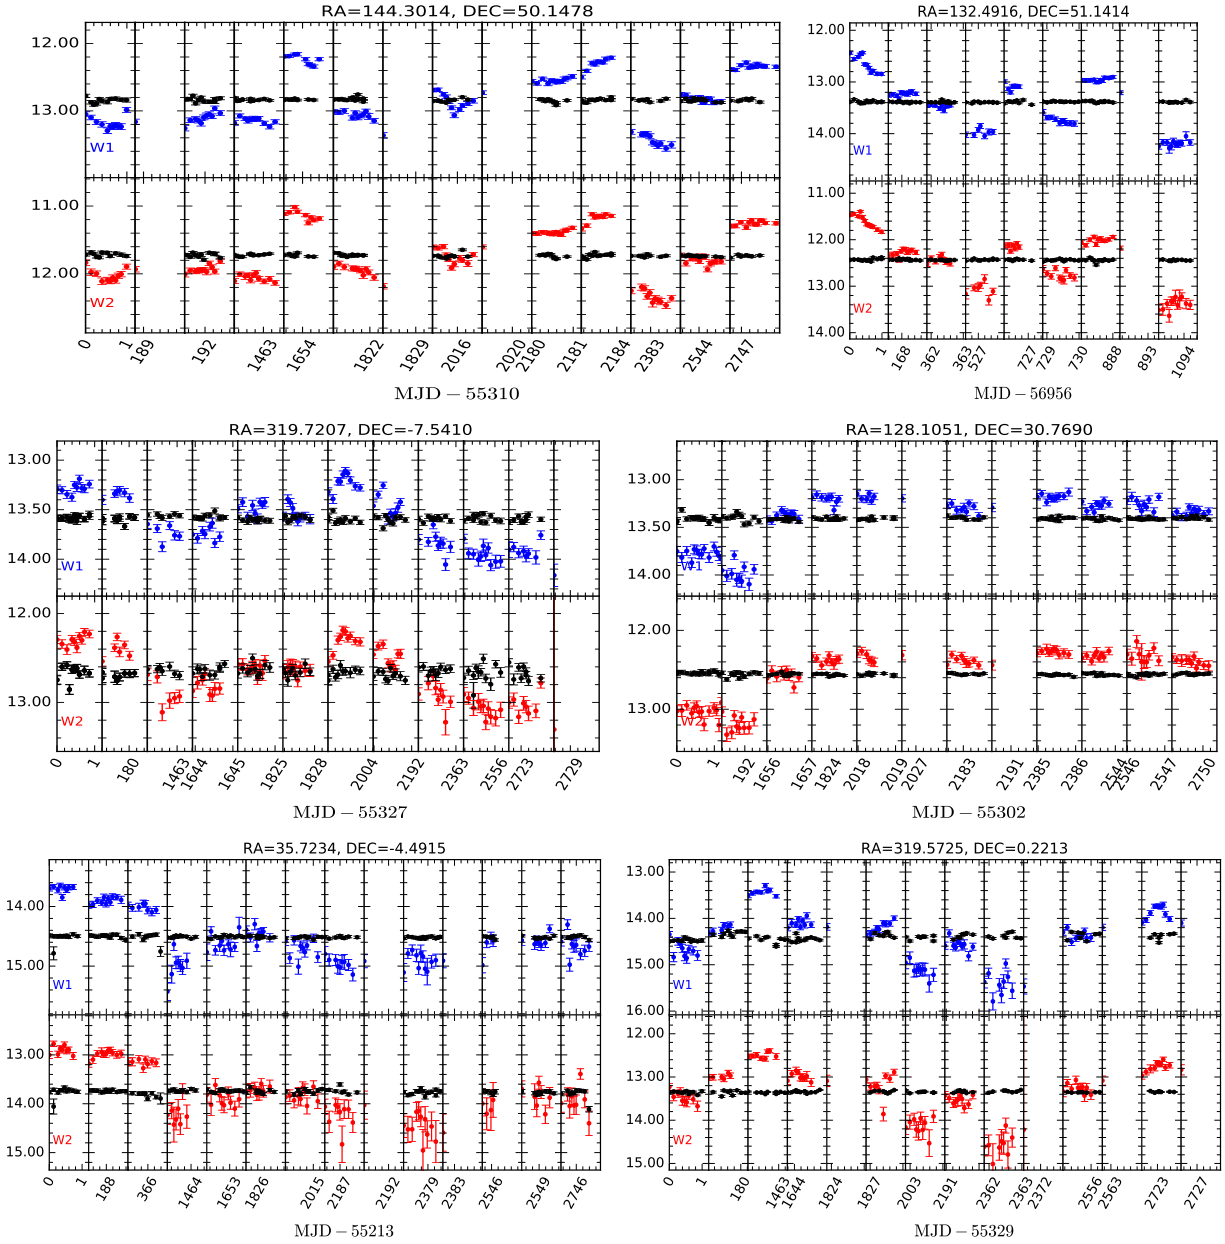 RA=144.3014, DEC=50.1478
12.00
13.00
W1
11.00
12.00
W2
0 1 189 192 1463 1654 1822 1829 2016 2020 2180 2181 2184 2383 2544 2747
MJD − 55310
RA=132.4916, DEC=51.1414
12.00
13.00
14.00
W1
11.00
12.00
13.00
14.00
W2
0 1 168 362 363 527 727 729 730 888 893 1094
MJD − 56956
RA=319.7207, DEC=-7.5410
13.00
13.50
14.00
W1
12.00
13.00
W2
0 1 180 1463 1644 1645 1825 1828 2004 2192 2363 2556 2723 2729
MJD − 55327
RA=128.1051, DEC=30.7690
13.00
13.50
14.00
12.00
13.00
0 1 192 1656 1657 1824 2018 2019 2027 2183 2191 2385 2386 2544 2546 2547 2750
MJD − 55302
RA=35.7234, DEC=-4.4915
14.00
15.00
W1
13.00
14.00
15.00
W2
0 1 188 366 1464 1653 1826 2015 2187 2192 2379 2383 2546 2549 2746
MJD − 55213
RA=319.5725, DEC=0.2213
13.00
14.00
15.00
16.00
W1
12.00
13.00
14.00
15.00
W2
0 1 180 1463 1644 1824 1827 2003 2191 2362 2363 2372 2556 2563 2723 2727
MJD − 55329